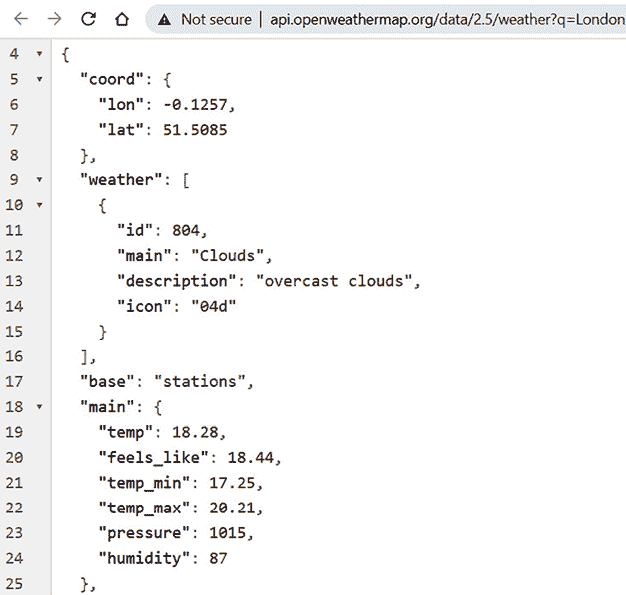 Not secure | api.openweathermap.org/data/2.5/weather?q=London
4 {
5 "coord": {
6 "lon": -0.1257,
7 "lat": 51.5085
8 },
9 "weather": [
10 {
11 "id": 804,
12 "main": "Clouds",
13 "description": "overcast clouds",
14 "icon": "04d"
15 }
16 ],
17 "base": "stations",
18 "main": {
19 "temp": 18.28,
20 "feels_like": 18.44,
21 "temp_min": 17.25,
22 "temp_max": 20.21,
23 "pressure": 1015,
24 "humidity": 87
25 },